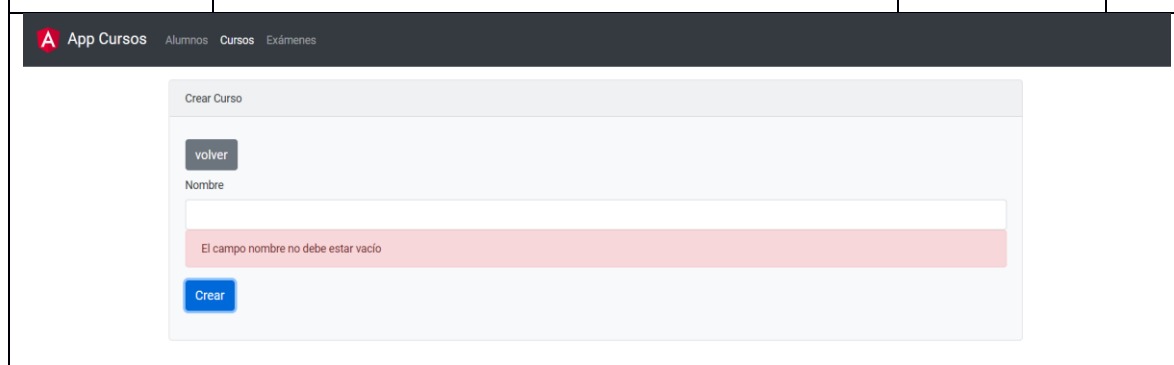 App Cursos Alumnos Cursos Exámenes
Crear Curso
volver
Nombre
El campo nombre no debe estar vacío
Crear